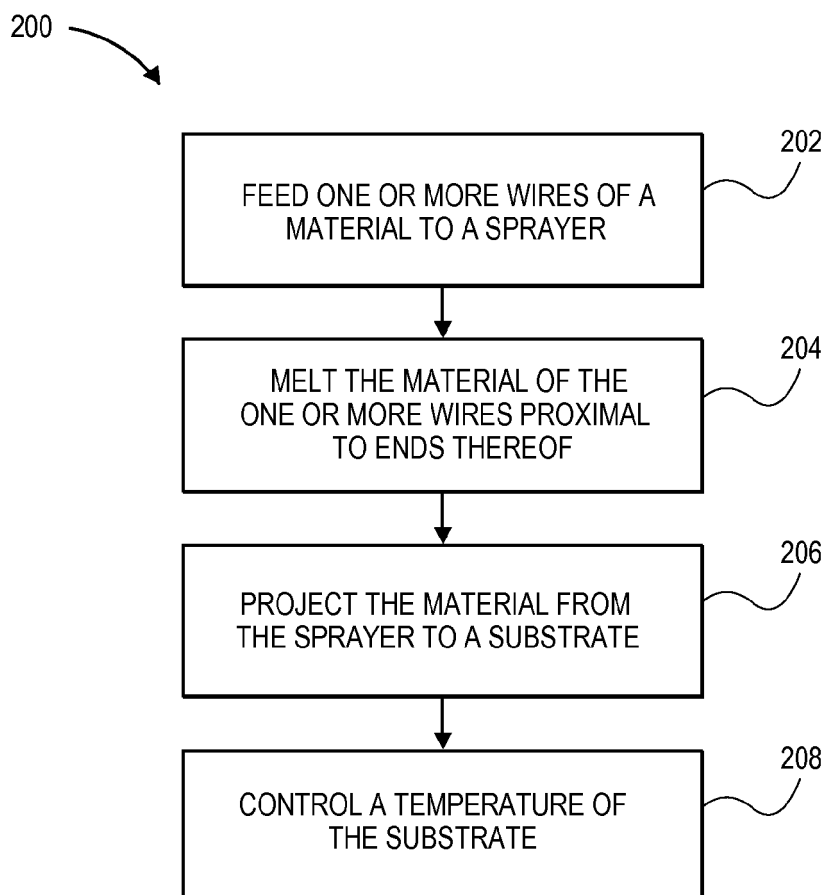 200
202
FEED ONE OR MORE WIRES OF A
MATERIAL TO A SPRAYER
204
MELT THE MATERIAL OF THE
ONE OR MORE WIRES PROXIMAL
TO ENDS THEREOF
206
PROJECT THE MATERIAL FROM
THE SPRAYER TO A SUBSTRATE
208
CONTROL A TEMPERATURE OF
THE SUBSTRATE